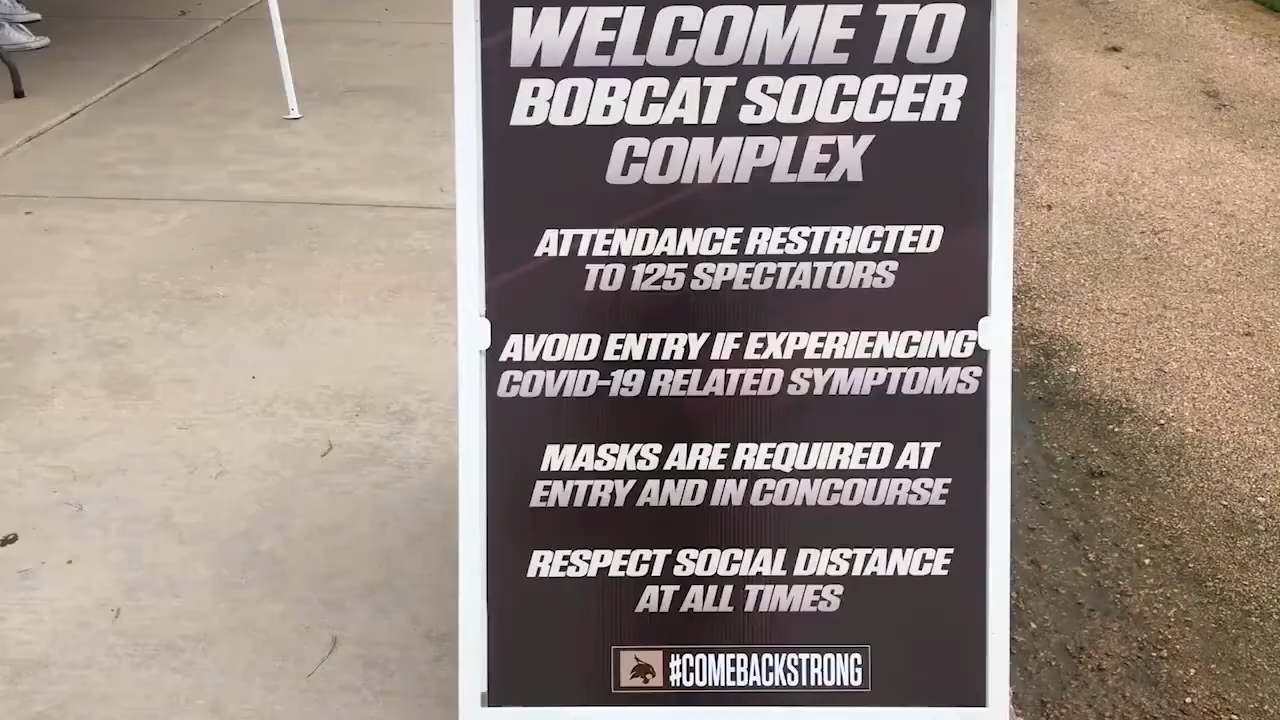 WELCOME TO
BOBCAT SOCCER
COMPLEX
ATTENDANCE RESTRICTED
TO 125 SPECTATORS
AVOID ENTRY IF EXPERIENCING
COVID-19 RELATED SYMPTOMS
MASKS ARE REQUIRED AT
ENTRY AND IN CONCOURSE
RESPECT SOCIAL DISTANCE
AT ALL TIMES
#COMEBACKSTRONG